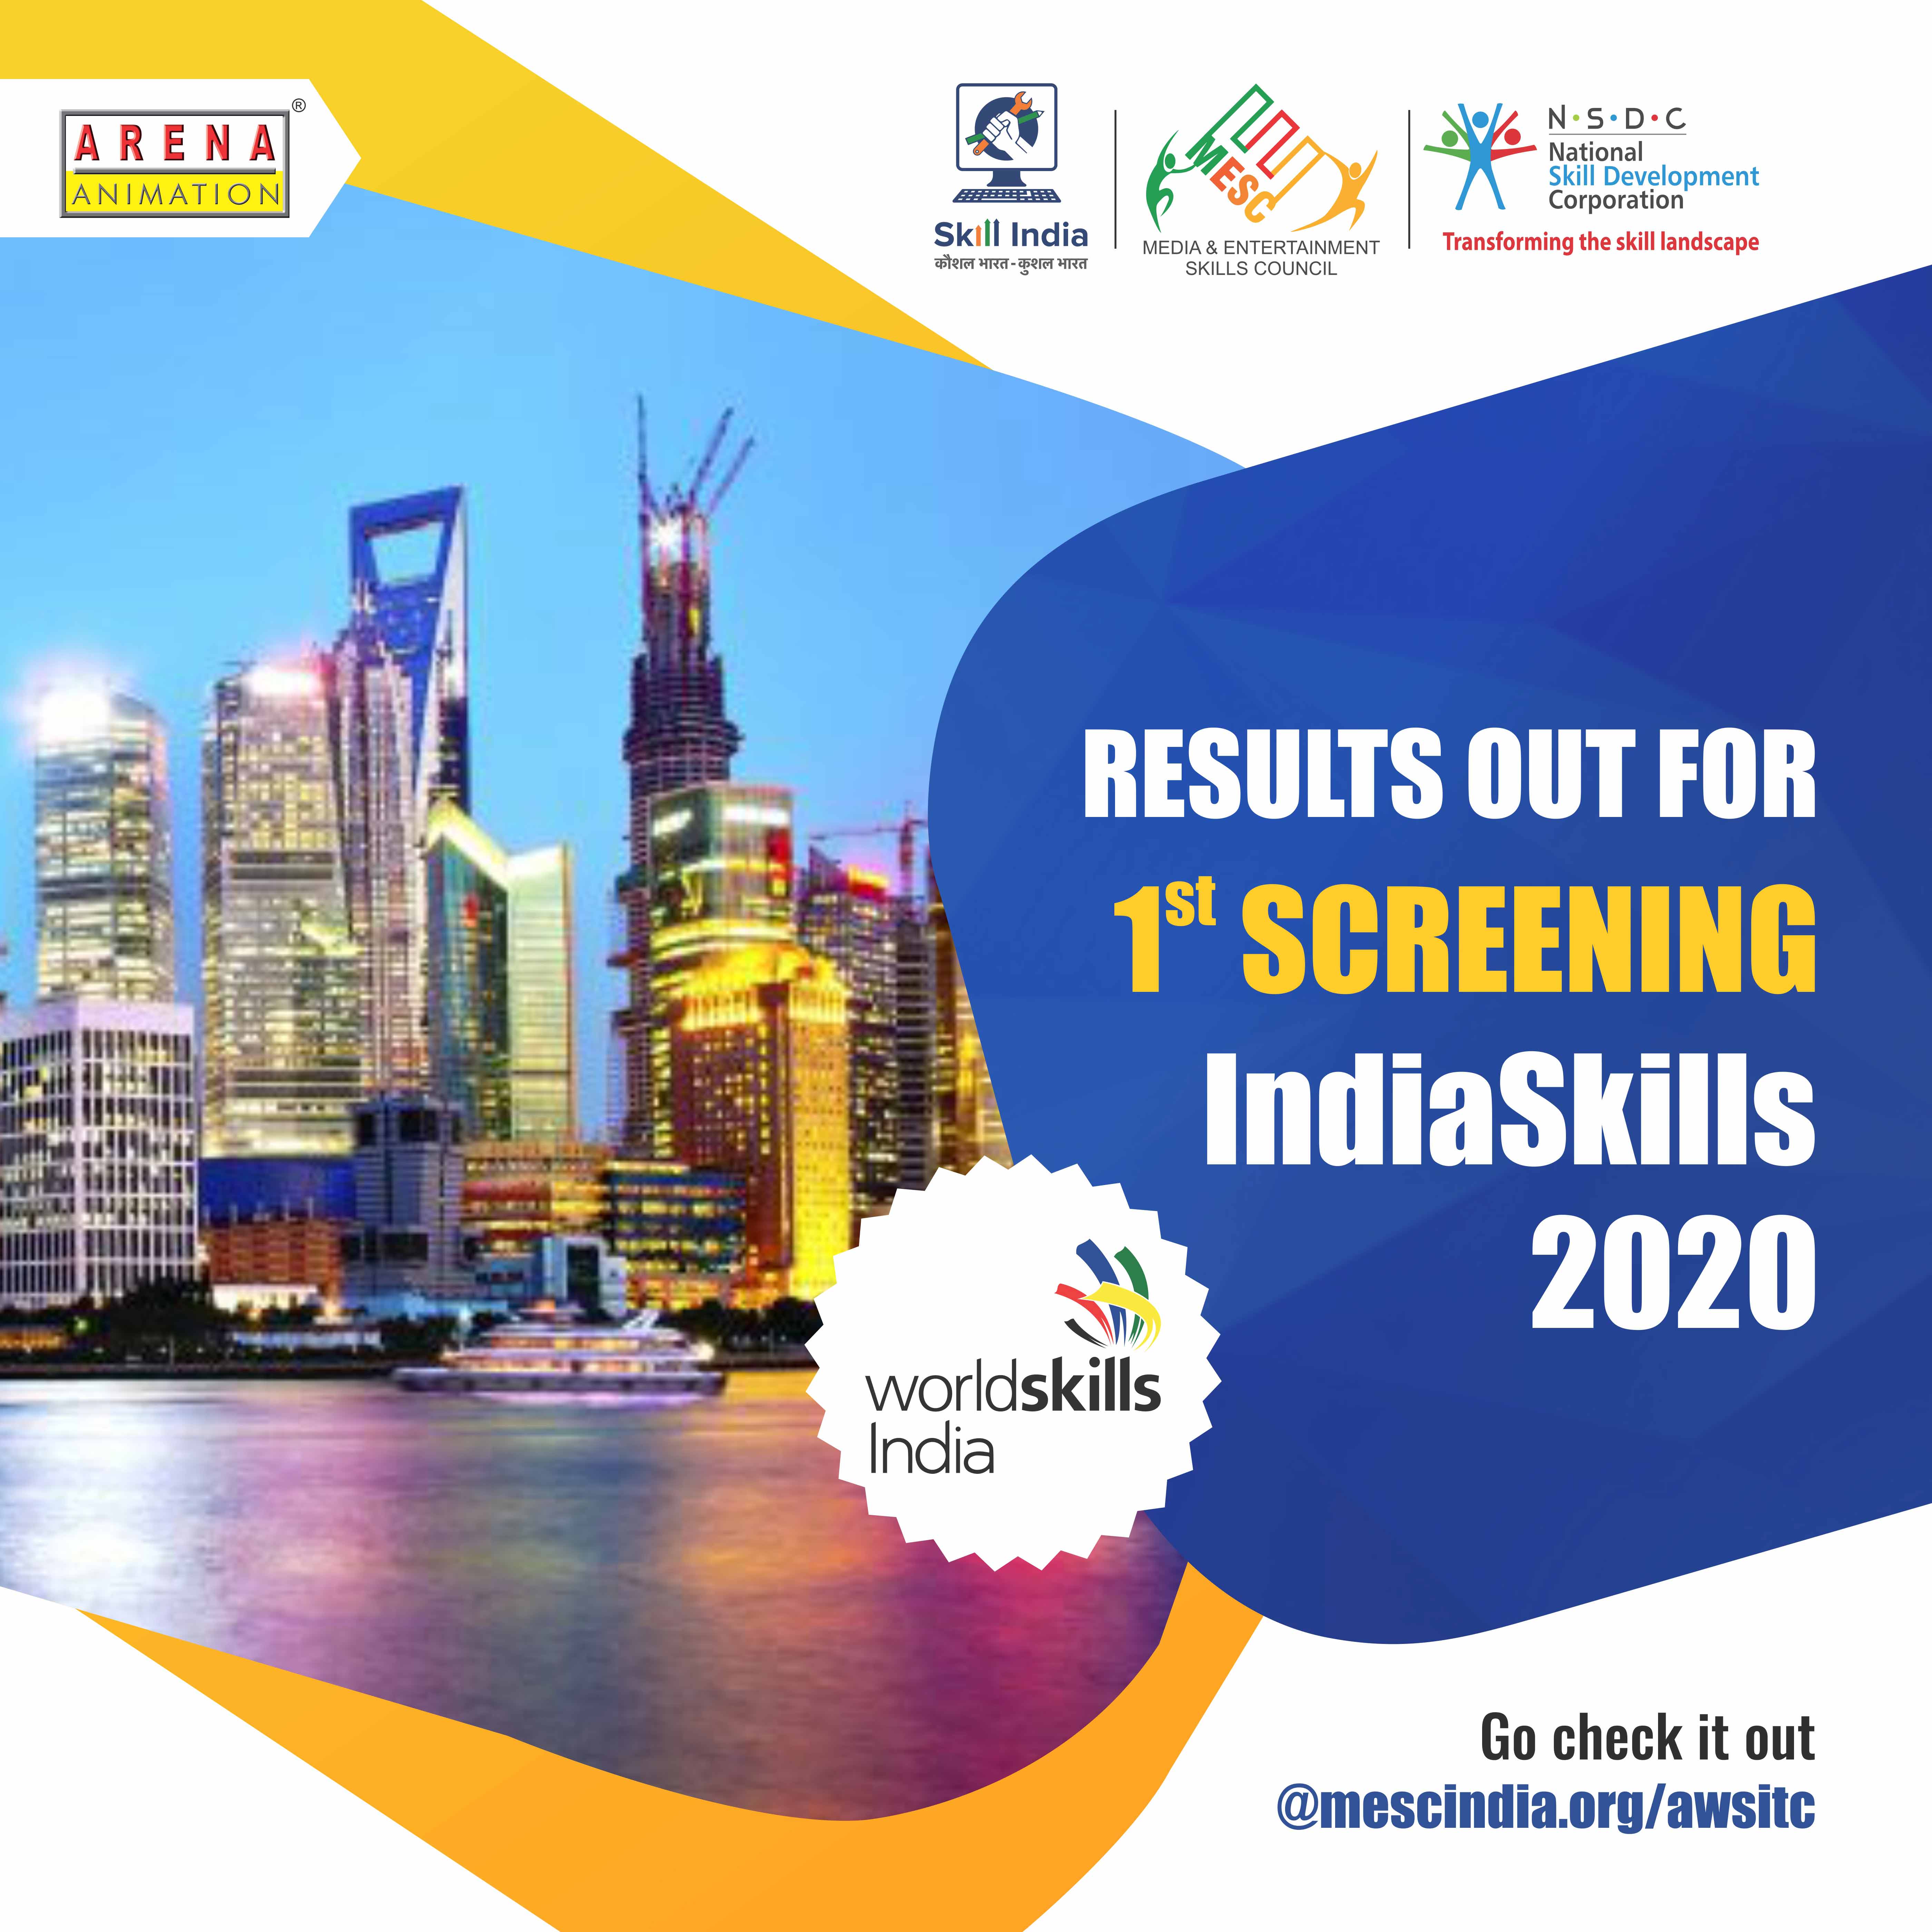 ARENA
ANIMATION
®
Skill India
कौशल भारत - कुशल भारत
MESC
MEDIA & ENTERTAINMENT
SKILLS COUNCIL
N·S·D·C
National
Skill Development
Corporation
Transforming the skill landscape
RESULTS OUT FOR
1st SCREENING
IndiaSkills
2020
worldskills
India
Go check it out
@mescindia.org/awsitc